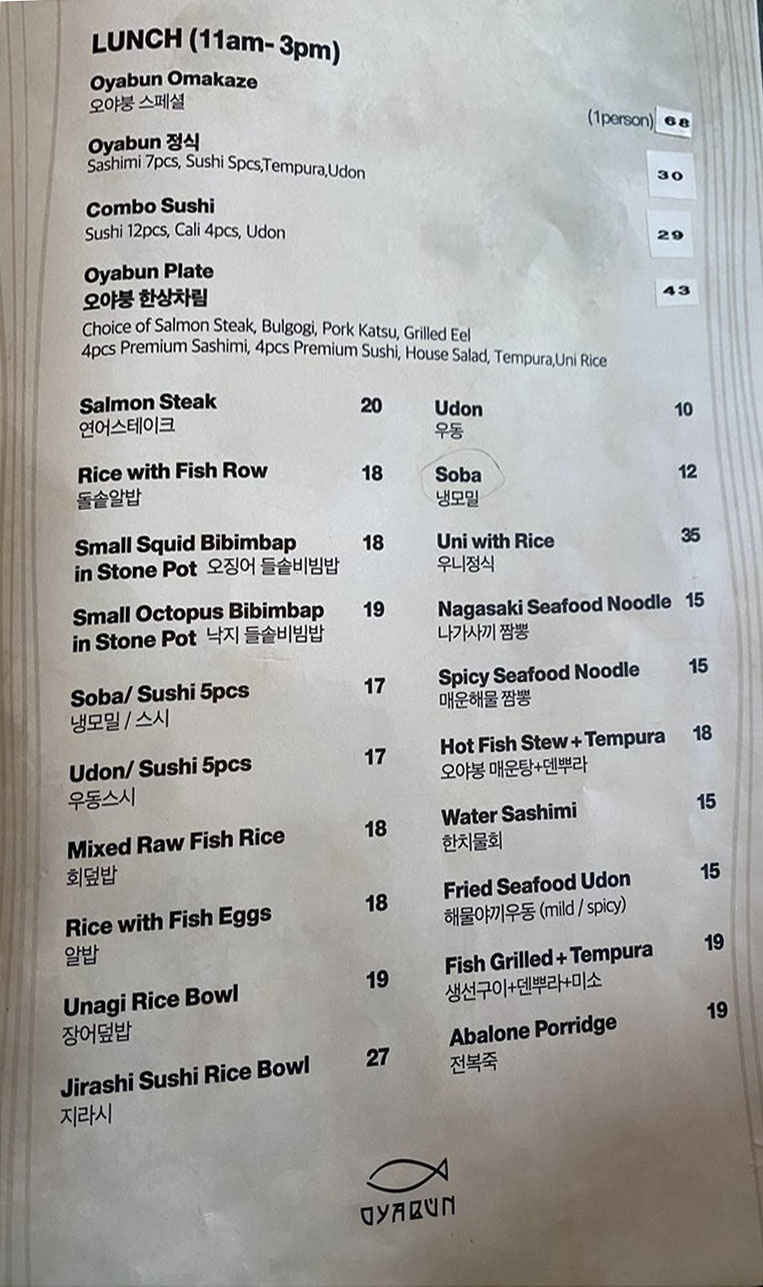 LUNCH (11am- 3pm)
Oyabun Omakaze
오야붕 스페셜
(1person) 68
Oyabun 정식
Sashimi 7pcs, Sushi 5pcs,Tempura,Udon
30
Combo Sushi
Sushi 12pcs, Cali 4pcs, Udon
29
Oyabun Plate
43
오야붕 한상차림
Choice of Salmon Steak, Bulgogi, Pork Katsu, Grilled Eel
4pcs Premium Sashimi, 4pcs Premium Sushi, House Salad, Tempura,Uni Rice
Salmon Steak 20
연어스테이크
Rice with Fish Row 18
돌솥알밥
Small Squid Bibimbap 18
in Stone Pot 오징어 들솥비빔밥
Small Octopus Bibimbap 19
in Stone Pot 낙지 들솥비빔밥
Soba/ Sushi 5pcs 17
냉모밀 / 스시
Udon/ Sushi 5pcs 17
우동스시
Mixed Raw Fish Rice 18
회덮밥
Rice with Fish Eggs 18
알밥
Unagi Rice Bowl 19
장어덮밥
Jirashi Sushi Rice Bowl 27
지라시
Udon 10
우동
Soba 12
냉모밀
Uni with Rice 35
우니정식
Nagasaki Seafood Noodle 15
나가사끼 짬뽕
Spicy Seafood Noodle 15
매운해물 짬뽕
Hot Fish Stew + Tempura 18
오야봉 매운탕+덴뿌라
Water Sashimi 15
한치물회
Fried Seafood Udon 15
해물야끼우동 (mild / spicy)
Fish Grilled + Tempura 19
생선구이+덴뿌라+미소
Abalone Porridge 19
전복죽
OYABUN